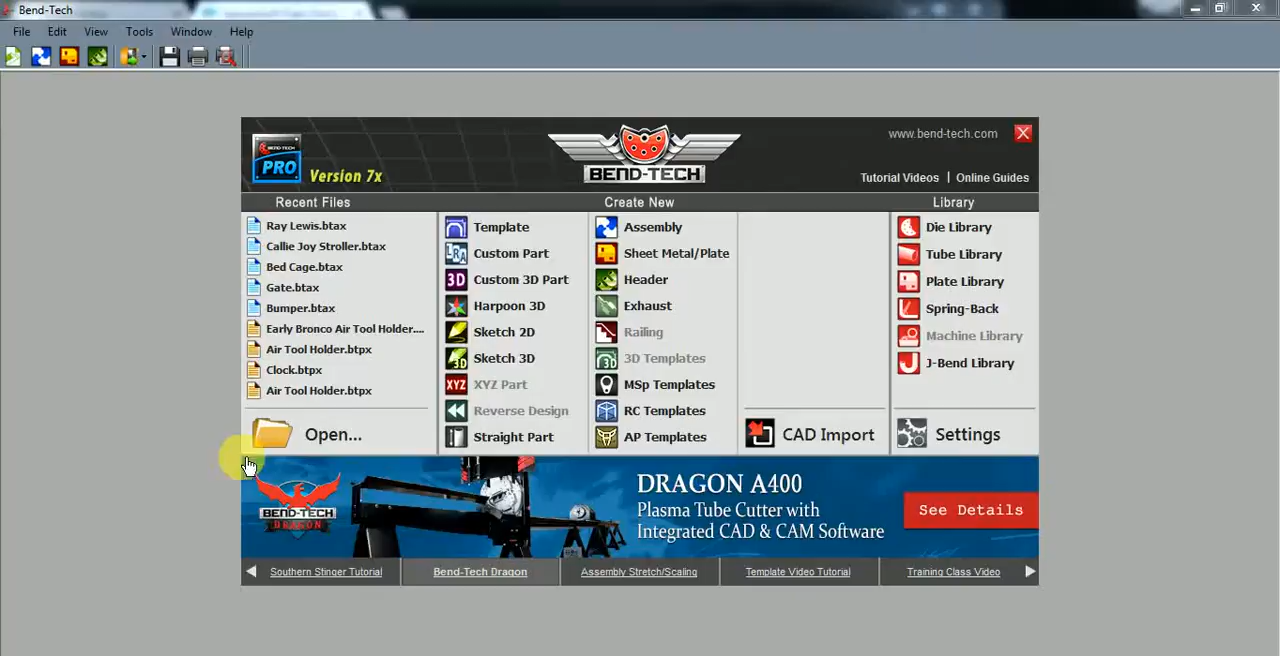 Bend-Tech
File Edit View Tools Window Help
BEND-TECH
PRO
Version 7x
BEND-TECH
www.bend-tech.com
Tutorial Videos | Online Guides
Recent Files
Create New
Library
Ray Lewis.btax
Callie Joy Stroller.btax
Bed Cage.btax
Gate.btax
Bumper.btax
Early Bronco Air Tool Holder....
Air Tool Holder.btpx
Clock.btpx
Air Tool Holder.btpx
Open...
Template
LRA Custom Part
3D Custom 3D Part
Harpoon 3D
Sketch 2D
3D Sketch 3D
XYZ XYZ Part
Reverse Design
Straight Part
Assembly
Sheet Metal/Plate
Header
Exhaust
Railing
3D 3D Templates
MSp Templates
RC Templates
AP Templates
CAD Import
Die Library
Tube Library
Plate Library
Spring-Back
Machine Library
J-Bend Library
Settings
BEND-TECH
DRAGON
DRAGON A400
Plasma Tube Cutter with
Integrated CAD & CAM Software
See Details
Southern Stinger Tutorial
Bend-Tech Dragon
Assembly Stretch/Scaling
Template Video Tutorial
Training Class Video